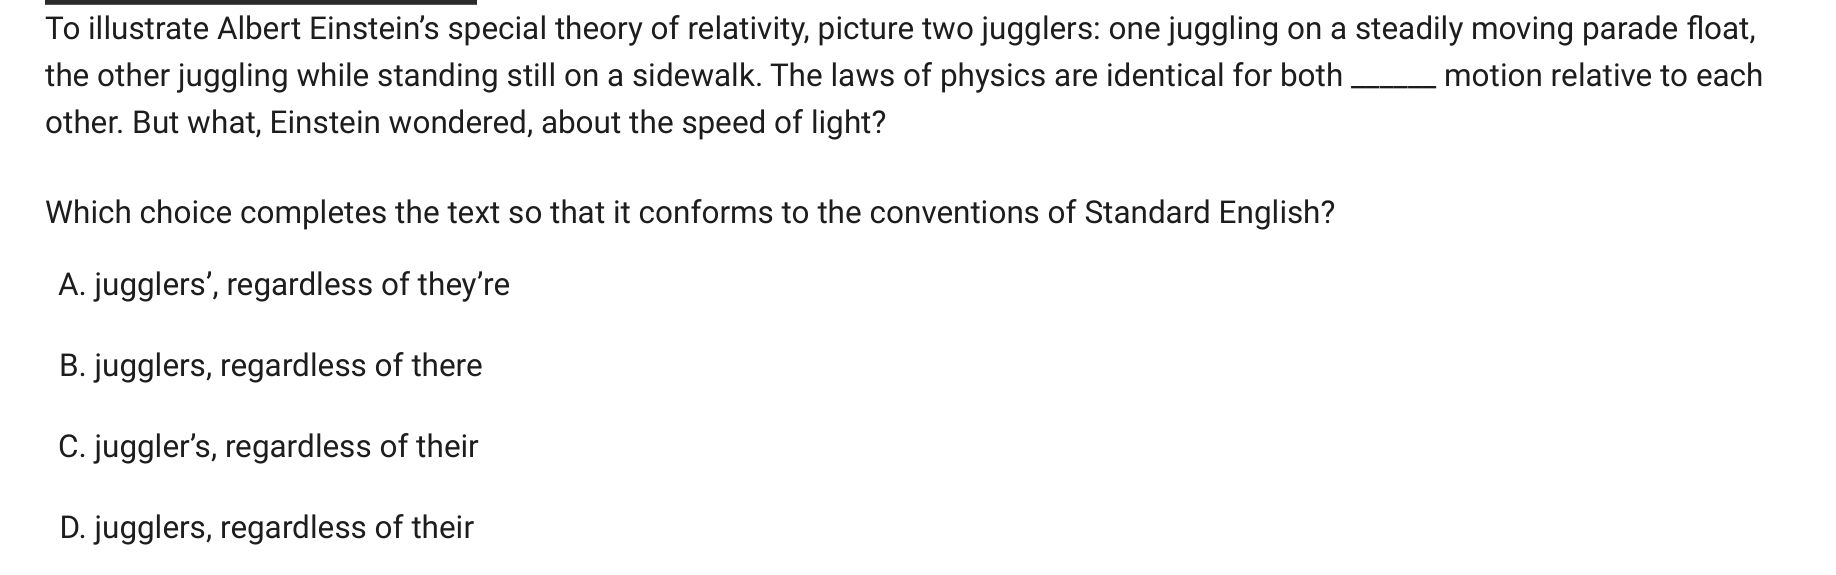 To illustrate Albert Einstein’s special theory of relativity, picture two jugglers: one juggling on a steadily moving parade float,
the other juggling while standing still on a sidewalk. The laws of physics are identical for both ______ motion relative to each
other. But what, Einstein wondered, about the speed of light?
Which choice completes the text so that it conforms to the conventions of Standard English?
A. jugglers’, regardless of they’re
B. jugglers, regardless of there
C. juggler’s, regardless of their
D. jugglers, regardless of their